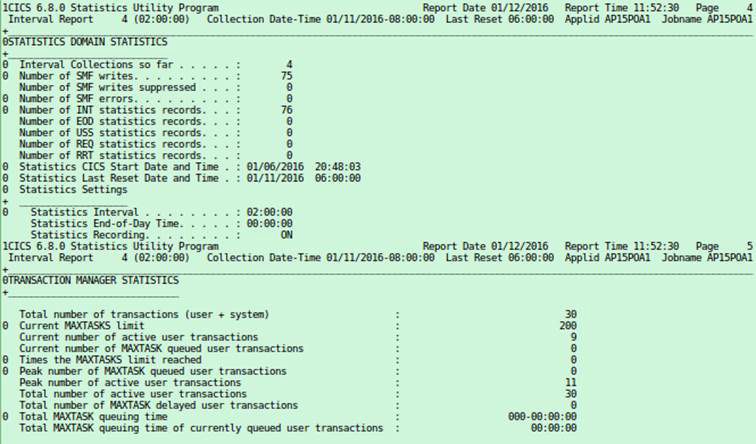 1CICS 6.8.0 Statistics Utility Program Report Date 01/12/2016 Report Time 11:52:30 Page 4
Interval Report 4 (02:00:00) Collection Date-Time 01/11/2016-08:00:00 Last Reset 06:00:00 Applid AP15POA1 Jobname AP15POA1
+______________________________
0STATISTICS DOMAIN STATISTICS
+______________________________
0 Interval Collections so far . . . . . : 4
0 Number of SMF writes. . . . . . . . . : 75
Number of SMF writes suppressed . . . : 0
0 Number of SMF errors. . . . . . . . . : 0
0 Number of INT statistics records. . . : 76
Number of EOD statistics records. . . : 0
Number of USS statistics records. . . : 0
Number of REQ statistics records. . . : 0
Number of RRT statistics records. . . : 0
0 Statistics CICS Start Date and Time . : 01/06/2016 20:48:03
0 Statistics Last Reset Date and Time . : 01/11/2016 06:00:00
0 Statistics Settings
+ ___________________
0 Statistics Interval . . . . . . . . : 02:00:00
Statistics End-of-Day Time. . . . . : 00:00:00
Statistics Recording. . . . . . . . : ON
1CICS 6.8.0 Statistics Utility Program Report Date 01/12/2016 Report Time 11:52:30 Page 5
Interval Report 4 (02:00:00) Collection Date-Time 01/11/2016-08:00:00 Last Reset 06:00:00 Applid AP15POA1 Jobname AP15POA1
+______________________________
0TRANSACTION MANAGER STATISTICS
+______________________________
Total number of transactions (user + system) : 30
0 Current MAXTASKS limit : 200
Current number of active user transactions : 9
Current number of MAXTASK queued user transactions : 0
0 Times the MAXTASKS limit reached : 0
0 Peak number of MAXTASK queued user transactions : 0
Peak number of active user transactions : 11
Total number of active user transactions : 30
Total number of MAXTASK delayed user transactions : 0
0 Total MAXTASK queuing time : 000-00:00:00
Total MAXTASK queuing time of currently queued user transactions : 00:00:00